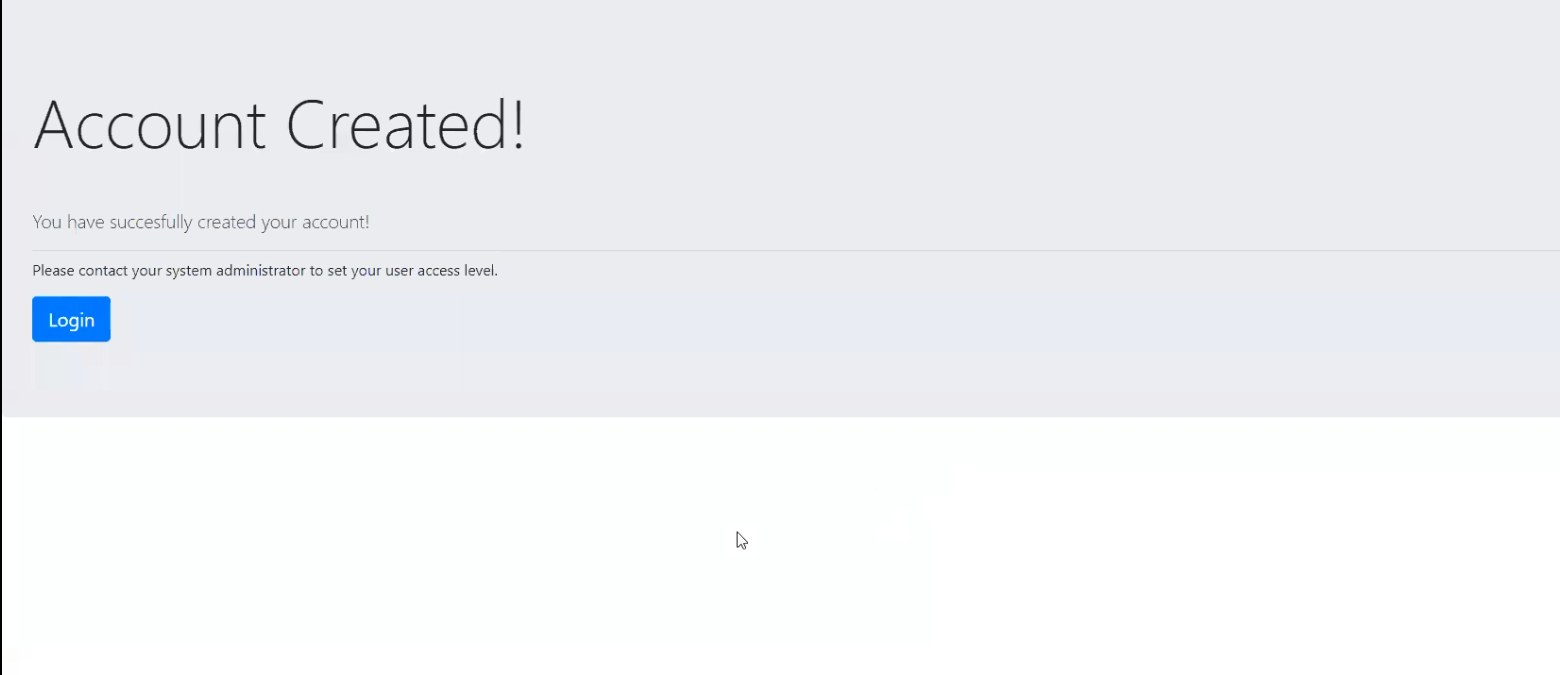 Account Created!
You have succesfully created your account!
Please contact your system administrator to set your user access level.
Login